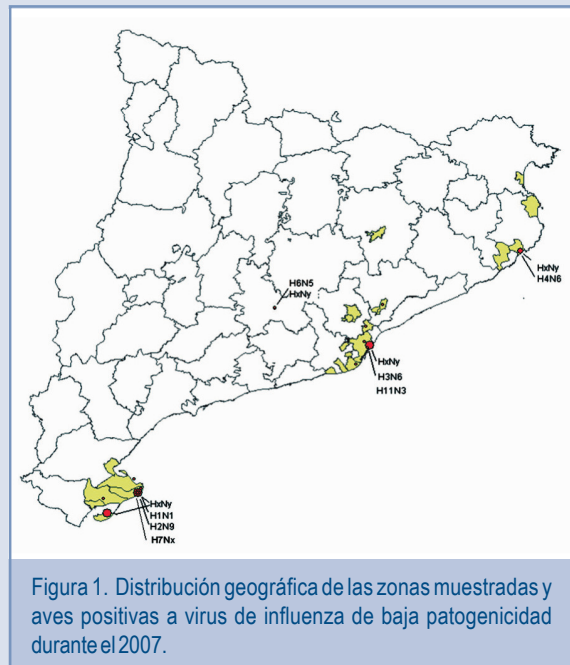 H6N5
HxNy
HxNy
H4N6
HxNy
H3N6
H11N3
HxNy
H1N1
H2N9
H7Nx
Figura 1. Distribución geográfica de las zonas muestradas y
aves positivas a virus de influenza de baja patogenicidad
durante el 2007.